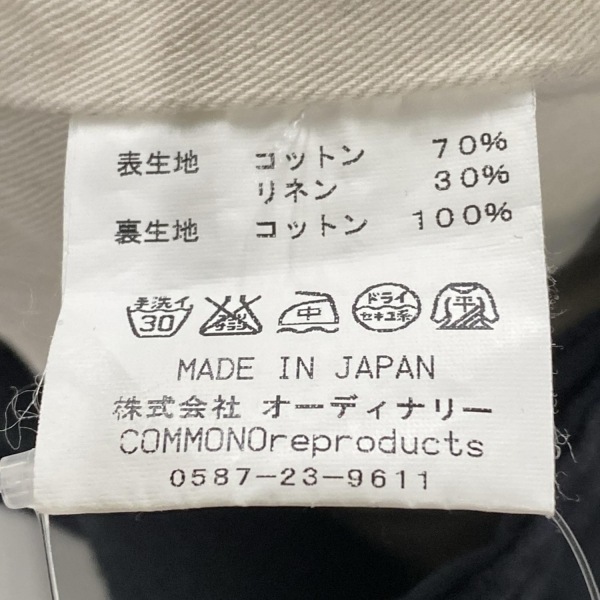 表生地 コットン 70%
リネン 30%
裏生地 コットン 100%
手洗イ 30 中 ドライ セキユ系 平
MADE IN JAPAN
株式会社 オーディナリー
COMMONOreproducts
0587-23-9611